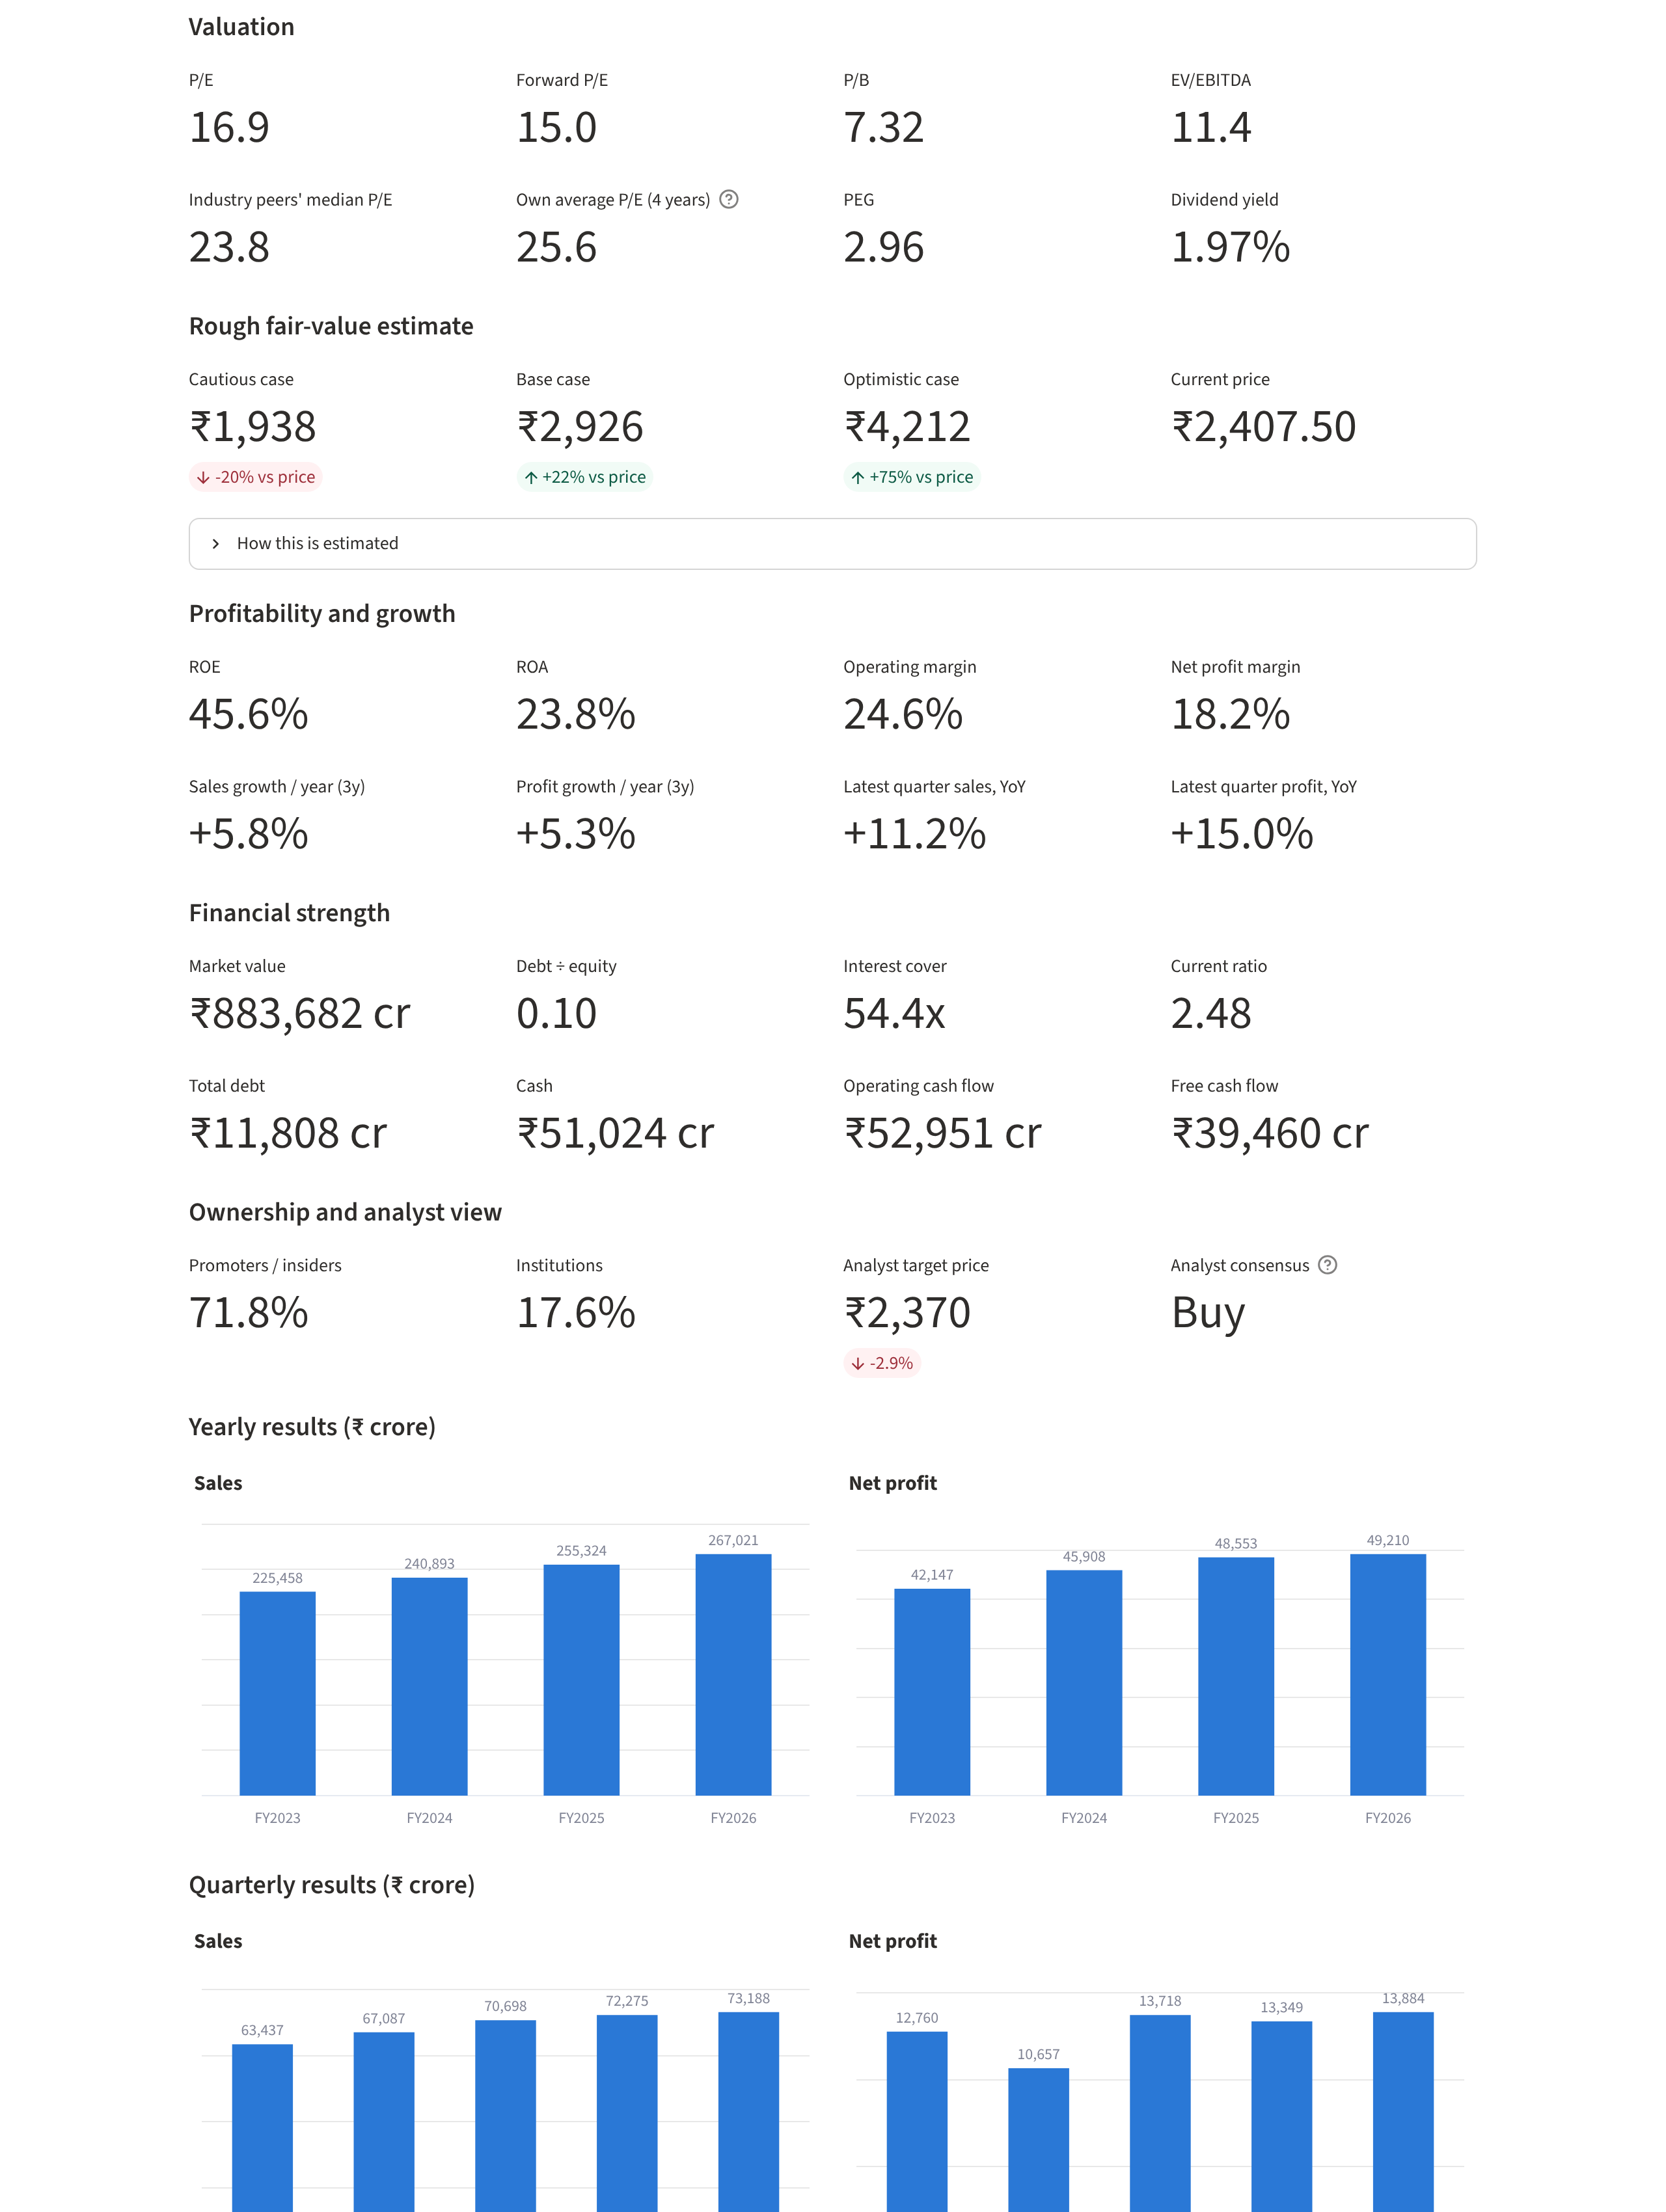 Valuation
P/E Forward P/E P/B EV/EBITDA
16.9 15.0 7.32 11.4
Industry peers' median P/E Own average P/E (4 years) PEG Dividend yield
23.8 25.6 2.96 1.97%
Rough fair-value estimate
Cautious case Base case Optimistic case Current price
₹1,938 ₹2,926 ₹4,212 ₹2,407.50
↓ -20% vs price ↑ +22% vs price ↑ +75% vs price
How this is estimated
Profitability and growth
ROE ROA Operating margin Net profit margin
45.6% 23.8% 24.6% 18.2%
Sales growth / year (3y) Profit growth / year (3y) Latest quarter sales, YoY Latest quarter profit, YoY
+5.8% +5.3% +11.2% +15.0%
Financial strength
Market value Debt ÷ equity Interest cover Current ratio
₹883,682 cr 0.10 54.4x 2.48
Total debt Cash Operating cash flow Free cash flow
₹11,808 cr ₹51,024 cr ₹52,951 cr ₹39,460 cr
Ownership and analyst view
Promoters / insiders Institutions Analyst target price Analyst consensus
71.8% 17.6% ₹2,370 Buy
↓ -2.9%
Yearly results (₹ crore)
Sales
225,458 240,893 255,324 267,021
FY2023 FY2024 FY2025 FY2026
Net profit
42,147 45,908 48,553 49,210
FY2023 FY2024 FY2025 FY2026
Quarterly results (₹ crore)
Sales
63,437 67,087 70,698 72,275 73,188
Net profit
12,760 10,657 13,718 13,349 13,884